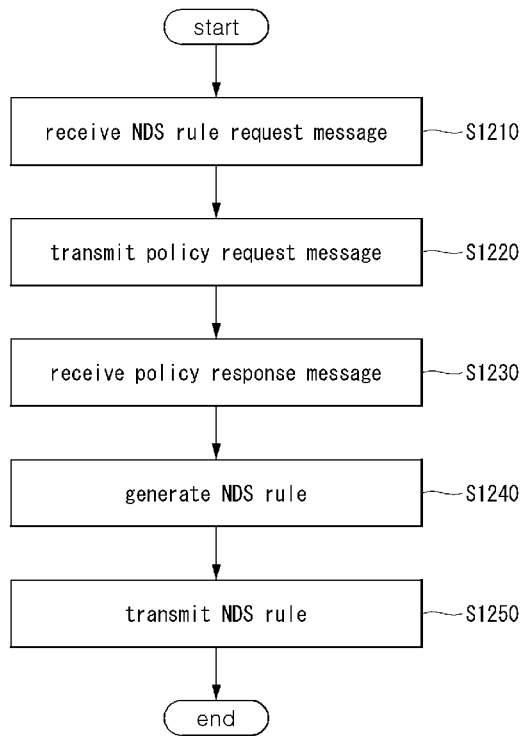 start
receive NDS rule request message
S1210
transmit policy request message
S1220
receive policy response message
S1230
generate NDS rule
S1240
transmit NDS rule
S1250
end